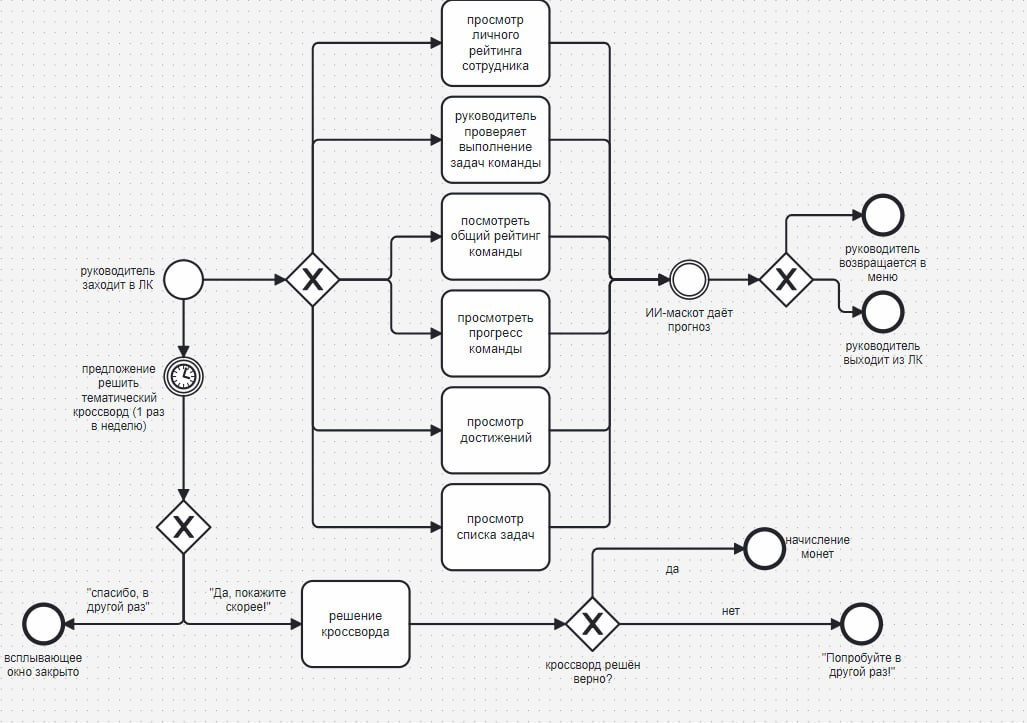 просмотр
личного
рейтинга
сотрудника
руководитель
проверяет
выполнение
задач команды
посмотреть
общий рейтинг
команды
просмотреть
прогресс
команды
просмотр
достижений
просмотр
списка задач
руководитель
заходит в ЛК
предложение
решить
тематический
кроссворд (1 раз
в неделю)
ИИ-маскот даёт
прогноз
руководитель
возвращается в
меню
руководитель
выходит из ЛК
"спасибо, в
другой раз"
"Да, покажите
скорее!"
всплывающее
окно закрыто
решение
кроссворда
кроссворд решён
верно?
да
начисление
монет
нет
"Попробуйте в
другой раз!"